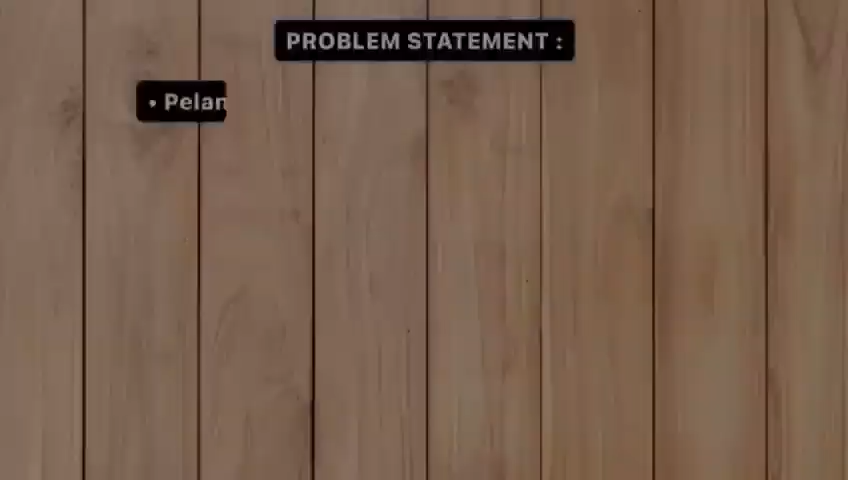 PROBLEM STATEMENT :
• Pelan